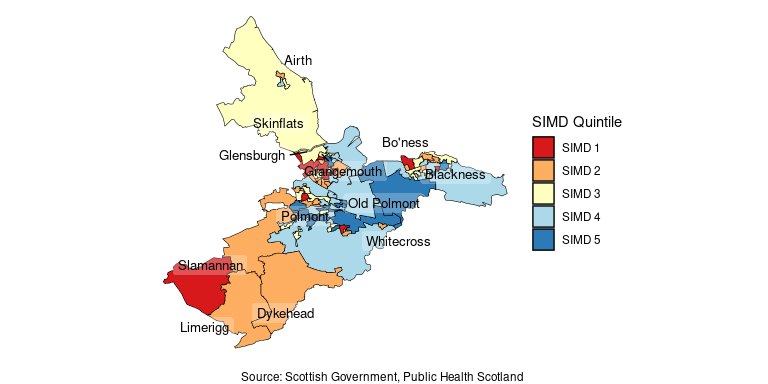 Airth
Skinflats
Glensburgh
Bo'ness
Grangemouth
Blackness
Old Polmont
Polmont
Whitecross
Slamannan
Dykehead
Limerigg
SIMD Quintile
SIMD 1
SIMD 2
SIMD 3
SIMD 4
SIMD 5
Source: Scottish Government, Public Health Scotland